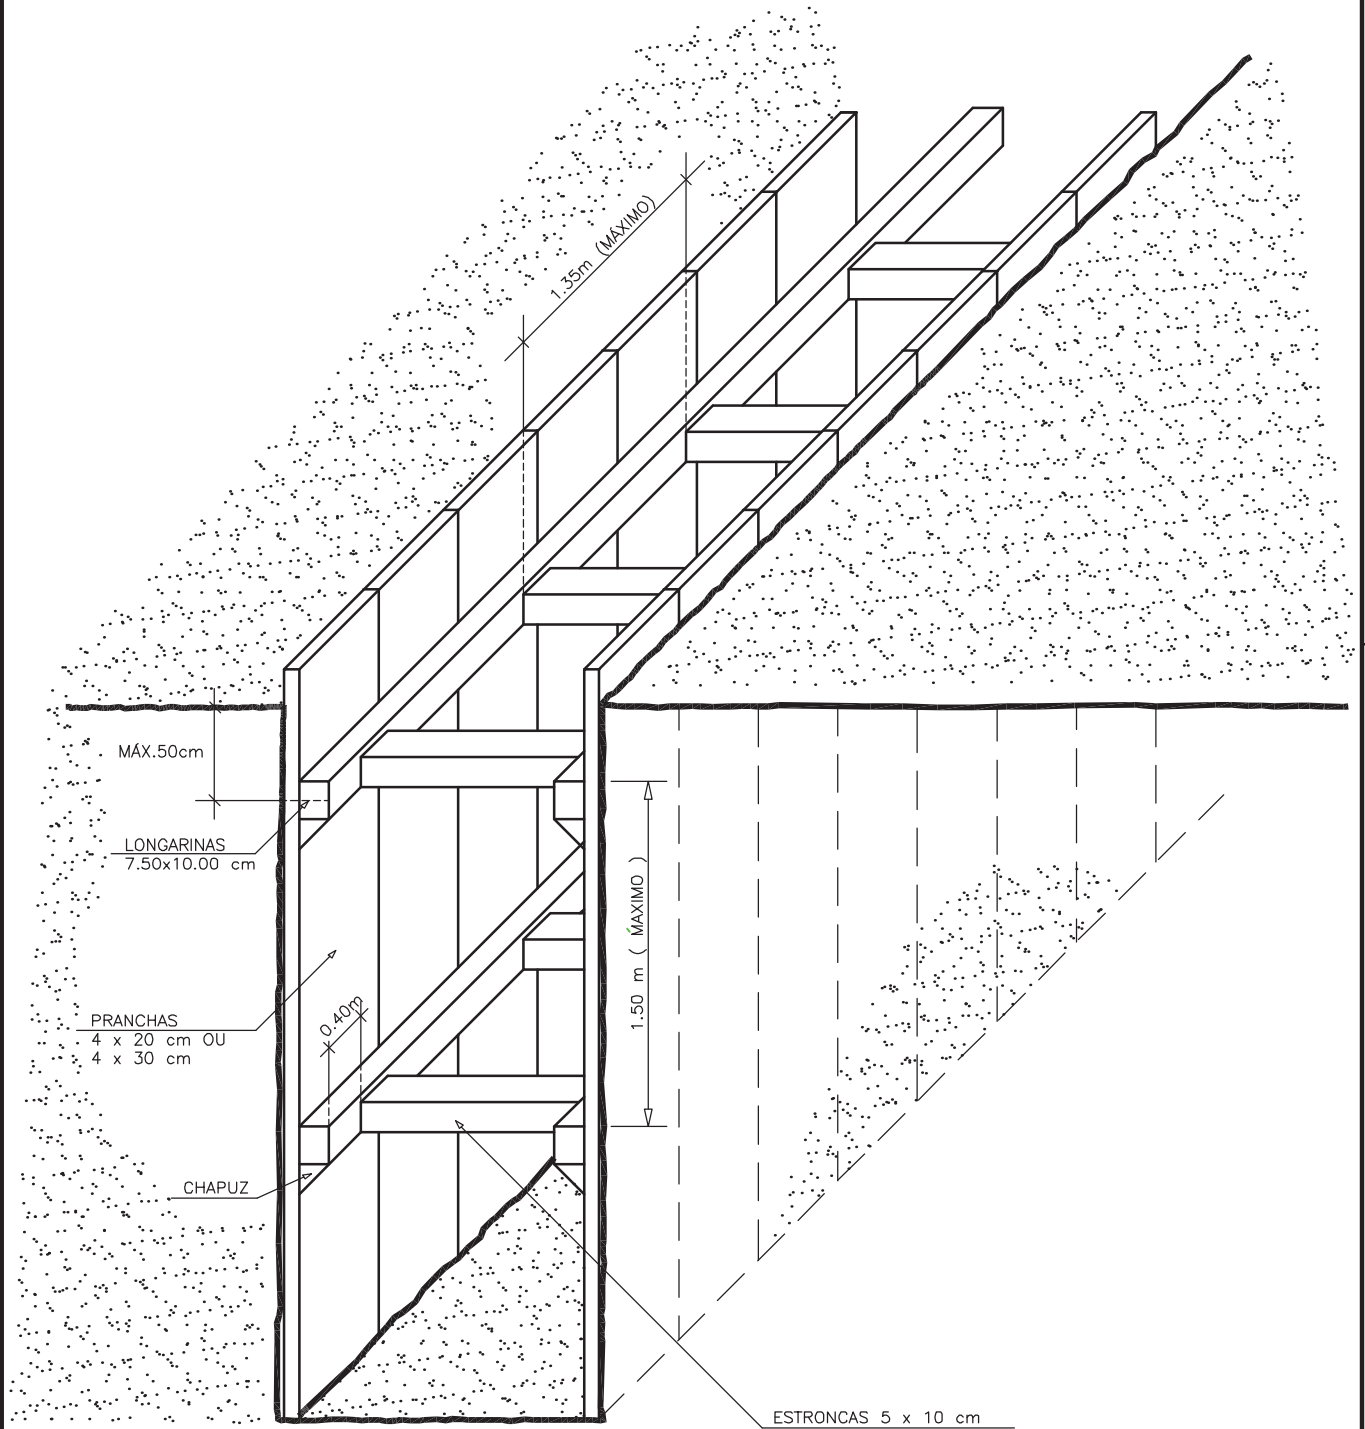 1.35m (MÁXIMO)
MÁX.50cm
LONGARINAS
7.50x10.00 cm
1.50 m ( MÁXIMO )
PRANCHAS
4 x 20 cm OU
4 x 30 cm
0.40m
CHAPUZ
ESTRONCAS 5 x 10 cm